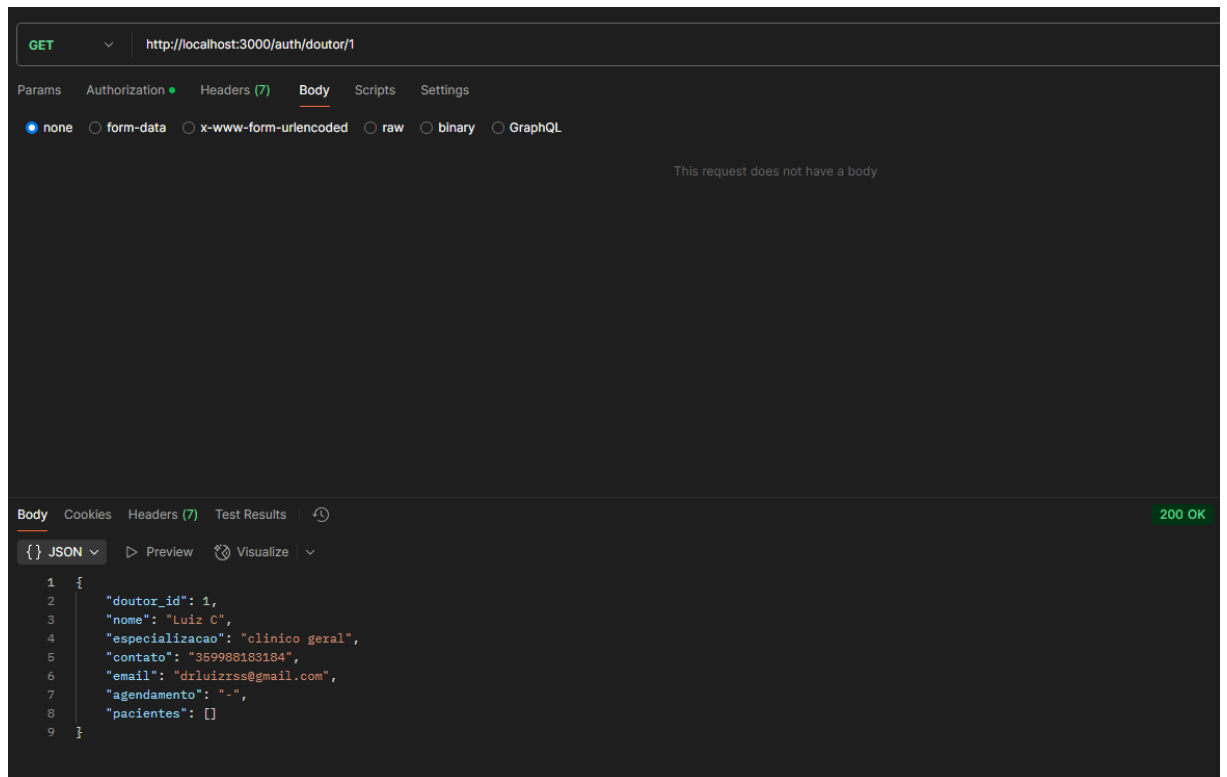 GET http://localhost:3000/auth/doutor/1
Params Authorization Headers (7) Body Scripts Settings
none form-data x-www-form-urlencoded raw binary GraphQL
This request does not have a body
Body Cookies Headers (7) Test Results 200 OK
{} JSON Preview Visualize
1 {
2 "doutor_id": 1,
3 "nome": "Luiz C",
4 "especializacao": "clinico geral",
5 "contato": "359988183184",
6 "email": "drluizrss@gmail.com",
7 "agendamento": "-",
8 "pacientes": []
9 }